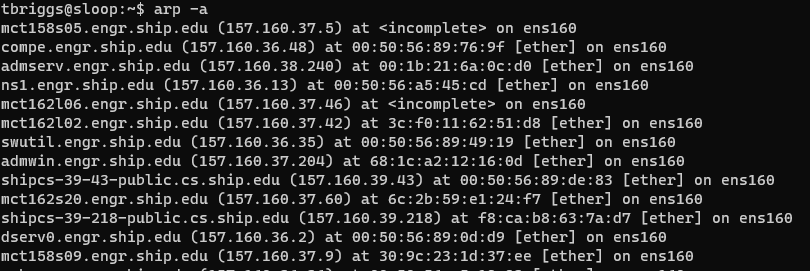 tbriggs@sloop:~$ arp -a
mct158s05.engr.ship.edu (157.160.37.5) at <incomplete> on ens160
compe.engr.ship.edu (157.160.36.48) at 00:50:56:89:76:9f [ether] on ens160
admserv.engr.ship.edu (157.160.38.240) at 00:1b:21:6a:0c:d0 [ether] on ens160
ns1.engr.ship.edu (157.160.36.13) at 00:50:56:a5:45:cd [ether] on ens160
mct162l06.engr.ship.edu (157.160.37.46) at <incomplete> on ens160
mct162l02.engr.ship.edu (157.160.37.42) at 3c:f0:11:62:51:d8 [ether] on ens160
swutil.engr.ship.edu (157.160.36.35) at 00:50:56:89:49:19 [ether] on ens160
admwin.engr.ship.edu (157.160.37.204) at 68:1c:a2:12:16:0d [ether] on ens160
shipcs-39-43-public.cs.ship.edu (157.160.39.43) at 00:50:56:89:de:83 [ether] on ens160
mct162s20.engr.ship.edu (157.160.37.60) at 6c:2b:59:e1:24:f7 [ether] on ens160
shipcs-39-218-public.cs.ship.edu (157.160.39.218) at f8:ca:b8:63:7a:d7 [ether] on ens160
dserv0.engr.ship.edu (157.160.36.2) at 00:50:56:89:0d:d9 [ether] on ens160
mct158s09.engr.ship.edu (157.160.37.9) at 30:9c:23:1d:37:ee [ether] on ens160